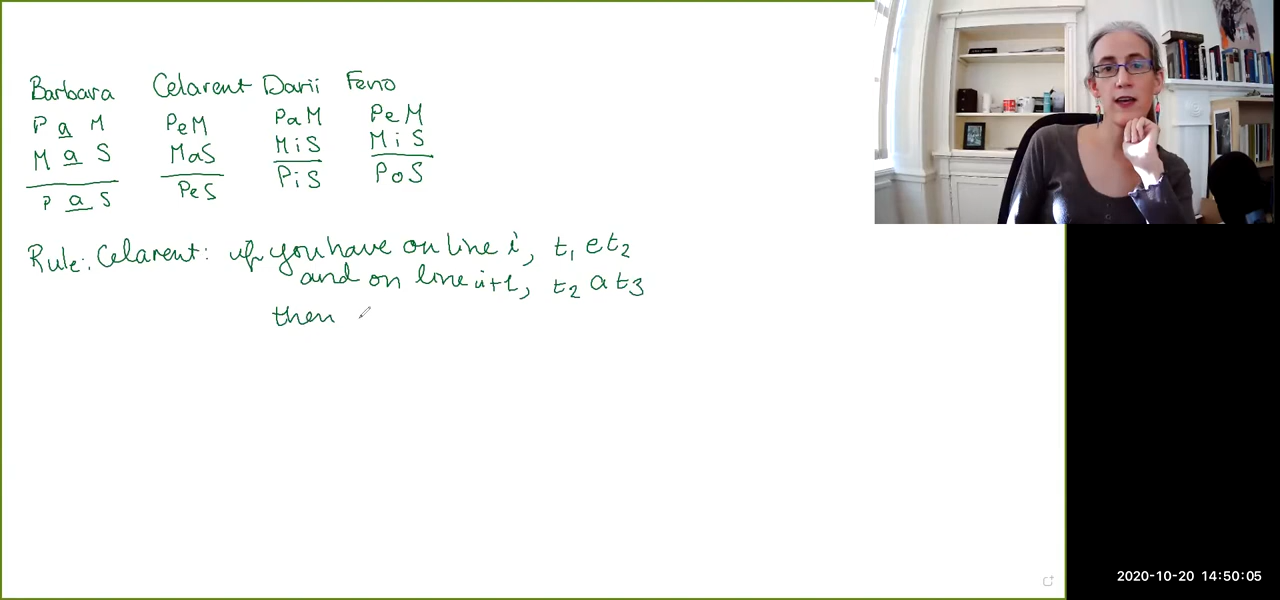 Barbara Celarent Darii Ferio
P a M PeM PaM PeM
M a S MaS MiS MiS
P a S PeS PiS PoS
Rule: Celarent: if you have on line i, t₁ e t₂
and on line i+1, t₂ a t₃
then
2020-10-20 14:50:05